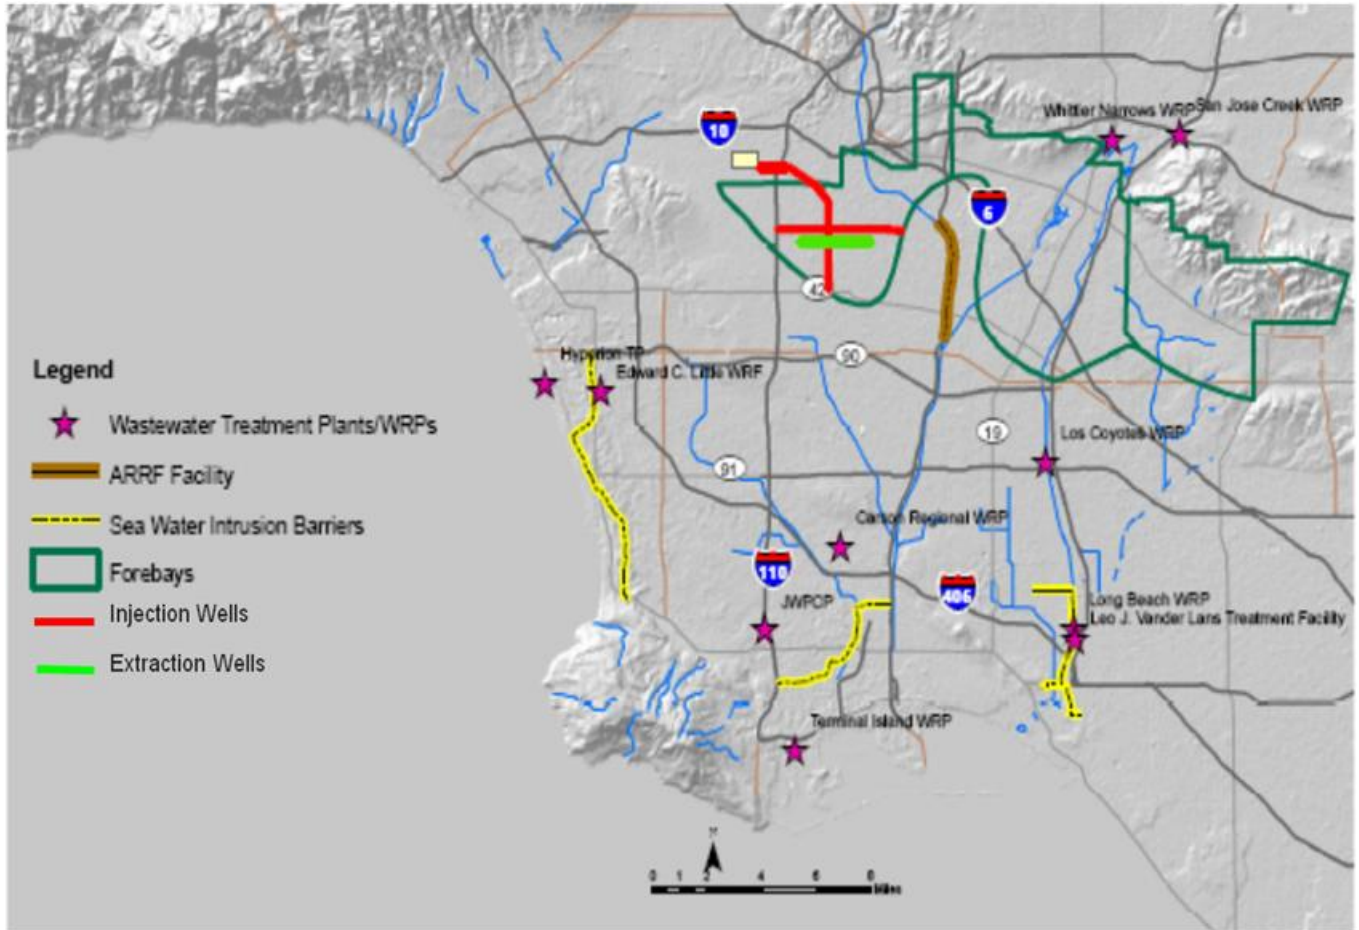 10
Whittier Narrows WRP
San Jose Creek WRP
6
42
Legend
Hyperion TP
90
Edward C. Little WRF
Wastewater Treatment Plants/WRPs
19
Los Coyotes WRP
ARRF Facility
91
Sea Water Intrusion Barriers
Carson Regional WRP
Forebays
110
405
Injection Wells
JWPCP
Long Beach WRP
Leo J. Vander Lans Treatment Facility
Extraction Wells
Terminal Island WRP
N
0 1 2 4 6 8
Miles